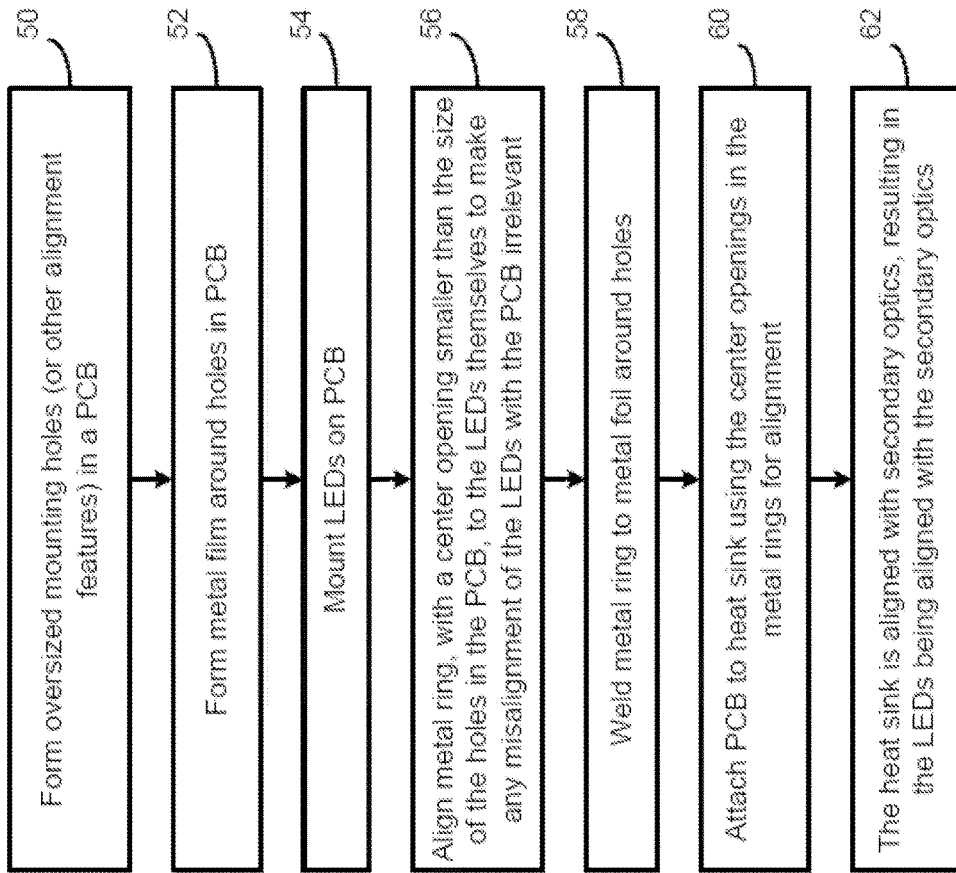 Form oversized mounting holes (or other alignment
features) in a PCB
50
Form metal film around holes in PCB
52
Mount LEDs on PCB
54
Align metal ring, with a center opening smaller than the size
of the holes in the PCB, to the LEDs themselves to make
any misalignment of the LEDs with the PCB irrelevant
56
Weld metal ring to metal foil around holes
58
Attach PCB to heat sink using the center openings in the
metal rings for alignment
60
The heat sink is aligned with secondary optics, resulting in
the LEDs being aligned with the secondary optics
62